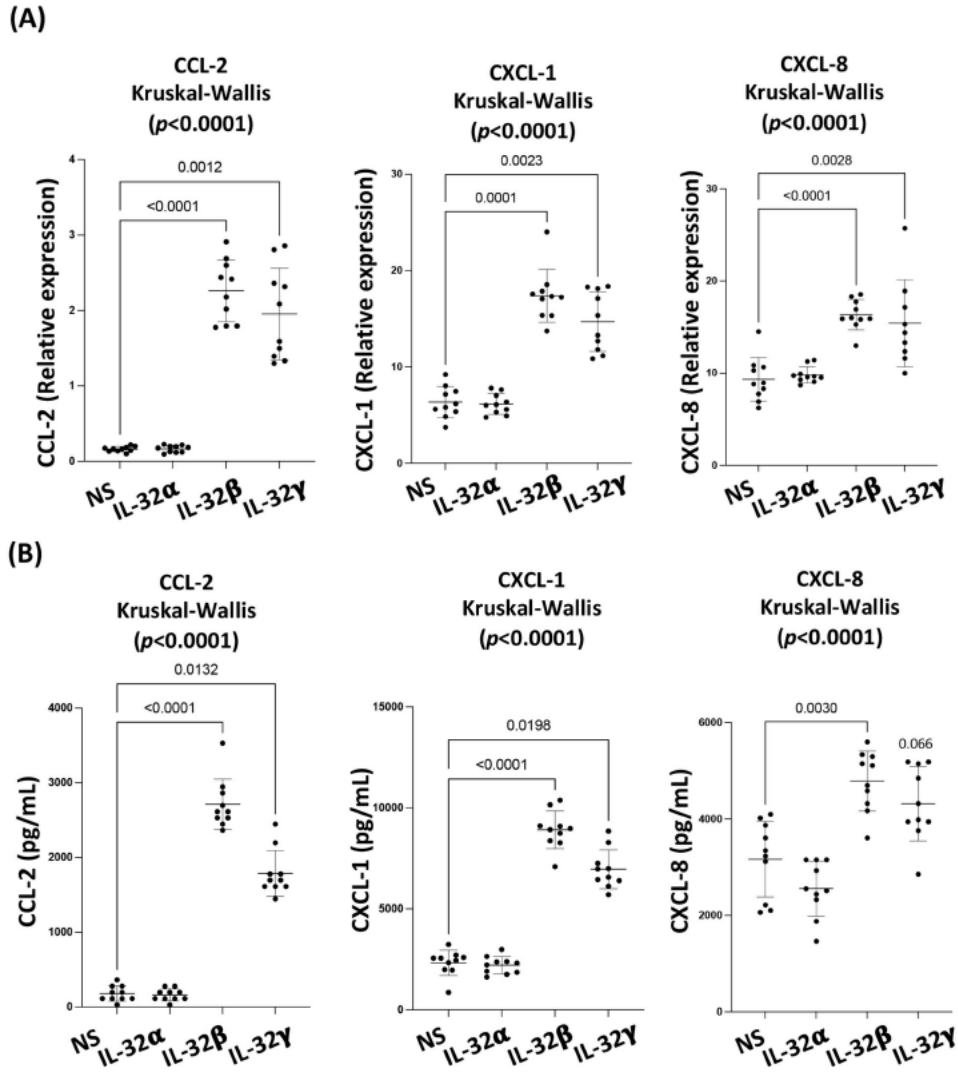 (A)
CCL-2
Kruskal-Wallis
(p<0.0001)
CCL-2 (Relative expression)
4
3
2
1
0
0.0012
<0.0001
NS
IL-32α
IL-32β
IL-32γ
CXCL-1
Kruskal-Wallis
(p<0.0001)
CXCL-1 (Relative expression)
30
20
10
0
0.0023
0.0001
NS
IL-32α
IL-32β
IL-32γ
CXCL-8
Kruskal-Wallis
(p<0.0001)
CXCL-8 (Relative expression)
30
20
10
0
0.0028
<0.0001
NS
IL-32α
IL-32β
IL-32γ
(B)
CCL-2
Kruskal-Wallis
(p<0.0001)
CCL-2 (pg/mL)
4000
3000
2000
1000
0
0.0132
<0.0001
NS
IL-32α
IL-32β
IL-32γ
CXCL-1
Kruskal-Wallis
(p<0.0001)
CXCL-1 (pg/mL)
15000
10000
5000
0
0.0198
<0.0001
NS
IL-32α
IL-32β
IL-32γ
CXCL-8
Kruskal-Wallis
(p<0.0001)
CXCL-8 (pg/mL)
6000
4000
2000
0
0.0030
0.066
NS
IL-32α
IL-32β
IL-32γ